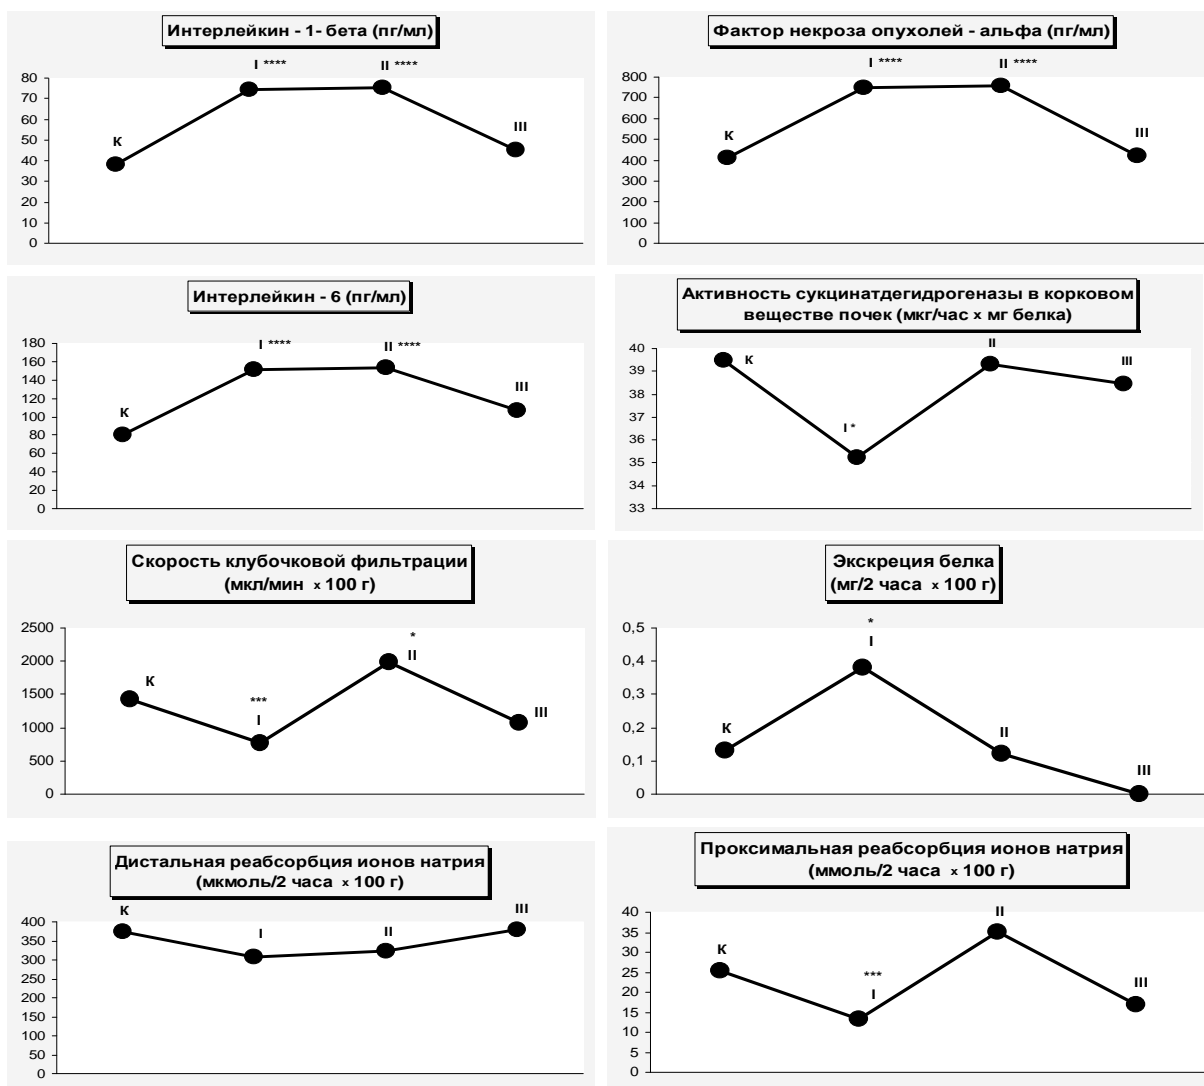 Интерлейкин - 1- бета (пг/мл)
I ****
II ****
80
70
60
50
40
30
20
10
0
К
III
Фактор некроза опухолей - альфа (пг/мл)
I ****
II ****
800
700
600
500
400
300
200
100
0
К
III
Интерлейкин - 6 (пг/мл)
I ****
II ****
180
160
140
120
100
80
60
40
20
0
К
III
Активность сукцинатдегидрогеназы в корковом
веществе почек (мкг/час х мг белка)
40
39
38
37
36
35
34
33
К
I *
II
III
Скорость клубочковой фильтрации
(мкл/мин х 100 г)
2500
2000
1500
1000
500
0
К
***
I
*
II
III
Экскреция белка
(мг/2 часа х 100 г)
0,5
0,4
0,3
0,2
0,1
0
К
*
I
II
III
Дистальная реабсорбция ионов натрия
(мкмоль/2 часа х 100 г)
400
350
300
250
200
150
100
50
0
К
I
II
III
Проксимальная реабсорбция ионов натрия
(ммоль/2 часа х 100 г)
40
35
30
25
20
15
10
5
0
К
***
I
II
III